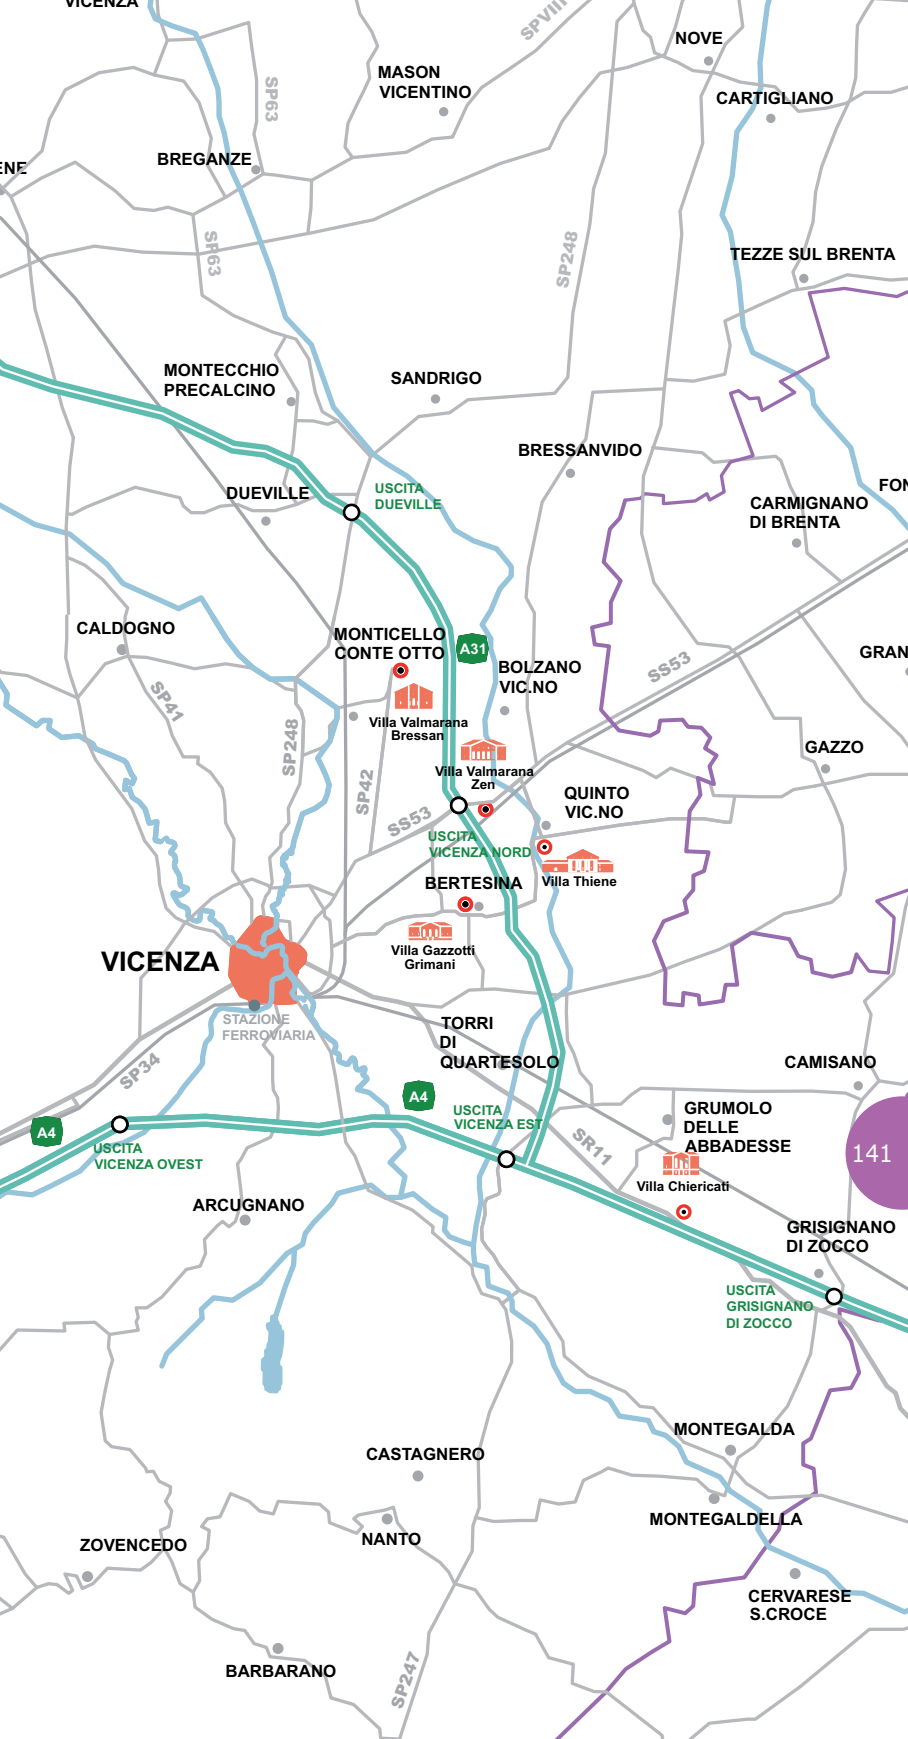 VICENZA
SPVIII
NOVE
MASON
VICENTINO
SP63
CARTIGLIANO
BREGANZE
ENE
SP63
SP248
TEZZE SUL BRENTA
MONTECCHIO
PRECALCINO
SANDRIGO
BRESSANVIDO
USCITA
DUEVILLE
DUEVILLE
FON
CARMIGNANO
DI BRENTA
CALDOGNO
MONTICELLO
CONTE OTTO
A31
BOLZANO
VIC.NO
SS53
GRAN
SP41
SP248
Villa Valmarana
Bressan
GAZZO
Villa Valmarana
Zen
SP42
SS53
QUINTO
VIC.NO
USCITA
VICENZA NORD
BERTESINA
Villa Thiene
VICENZA
Villa Gazzotti
Grimani
STAZIONE
FERROVIARIA
TORRI
DI
QUARTESOLO
SP34
CAMISANO
A4
A4
USCITA
VICENZA EST
GRUMOLO
DELLE
ABBADESSE
USCITA
VICENZA OVEST
SR11
141
Villa Chiericati
ARCUGNANO
GRISIGNANO
DI ZOCCO
USCITA
GRISIGNANO
DI ZOCCO
MONTEGALDA
CASTAGNERO
MONTEGALDELLA
NANTO
ZOVENCEDO
CERVARESE
S.CROCE
BARBARANO
SP247